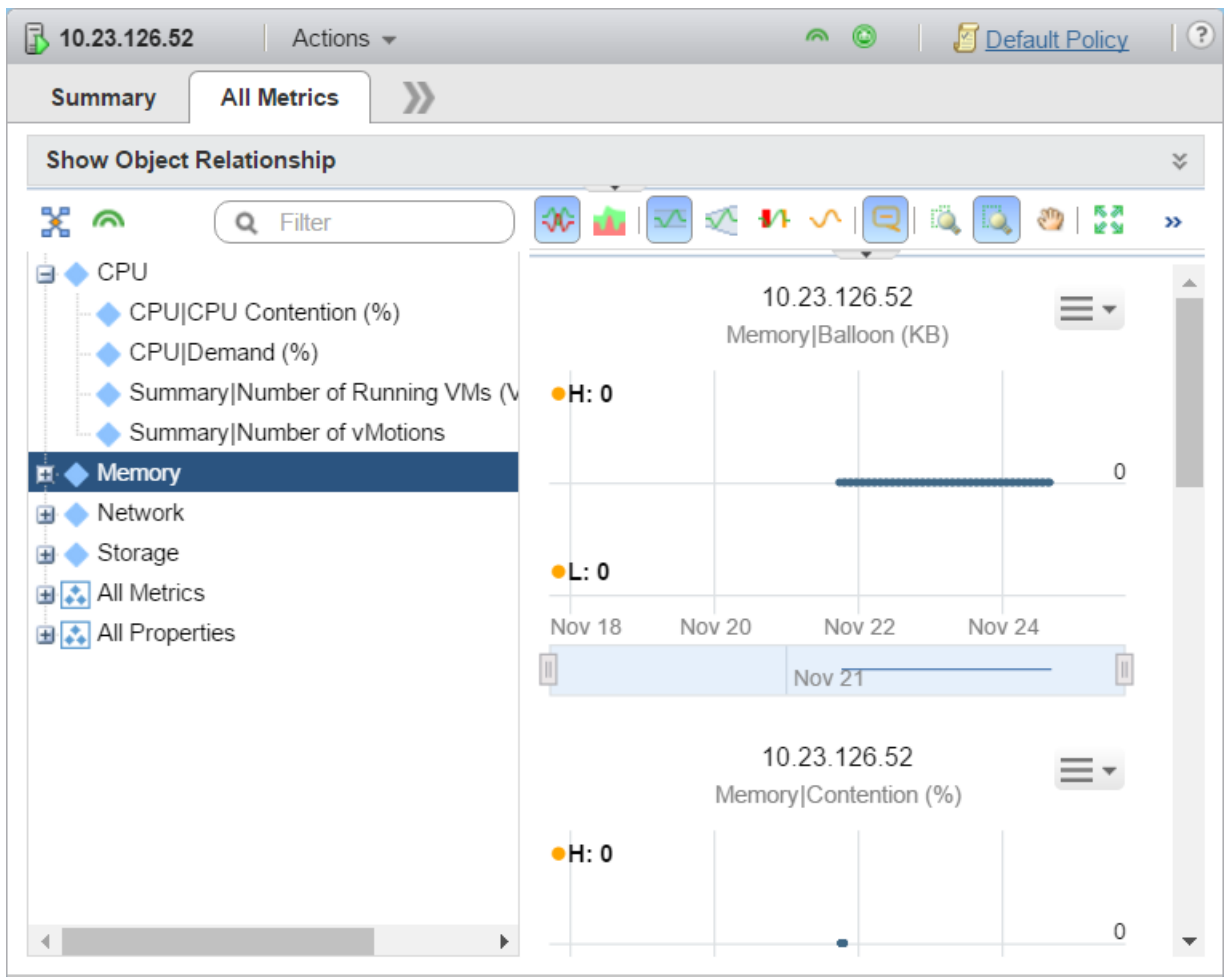 10.23.126.52
Actions
Default Policy
?
Summary
All Metrics
Show Object Relationship
Filter
CPU
CPU|CPU Contention (%)
CPU|Demand (%)
Summary|Number of Running VMs (V
Summary|Number of vMotions
Memory
Network
Storage
All Metrics
All Properties
10.23.126.52
Memory|Balloon (KB)
H: 0
0
L: 0
Nov 18 Nov 20 Nov 22 Nov 24
Nov 21
10.23.126.52
Memory|Contention (%)
H: 0
0